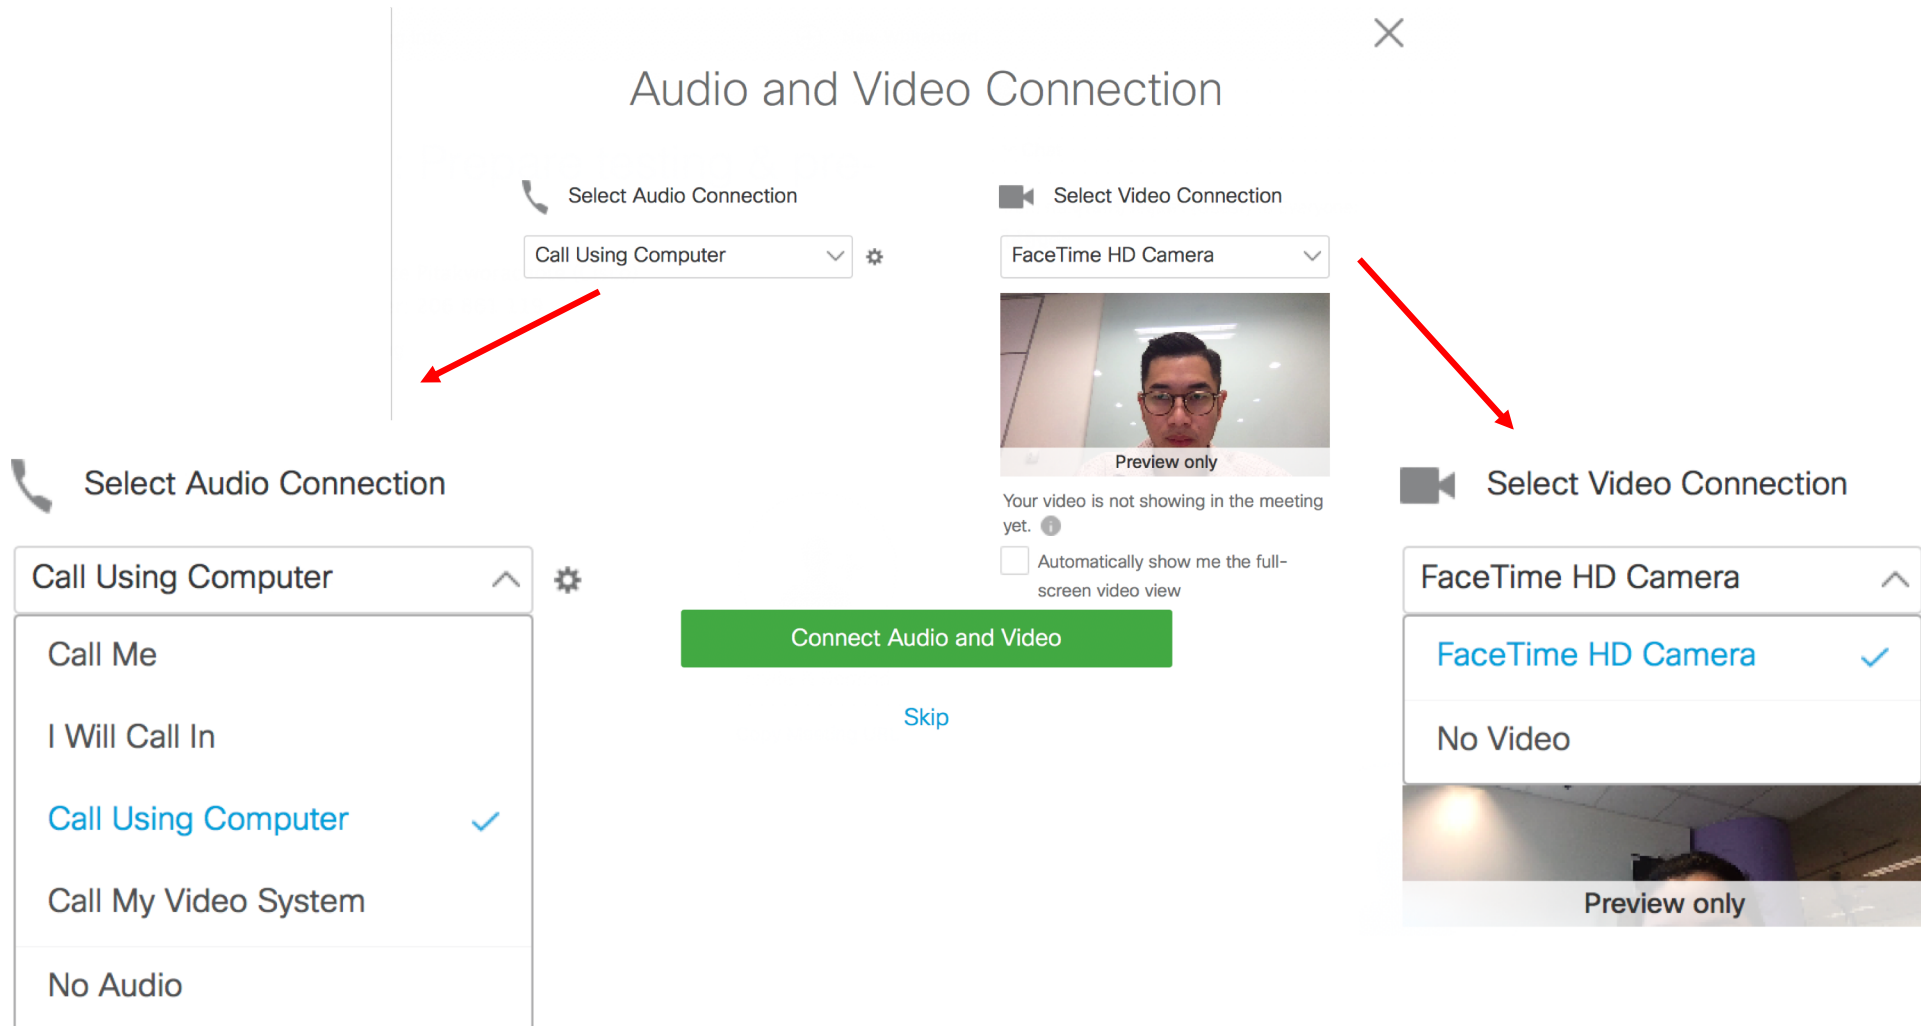 Audio and Video Connection
Select Audio Connection
Call Using Computer
Select Video Connection
FaceTime HD Camera
Preview only
Your video is not showing in the meeting
yet.
Automatically show me the full-
screen video view
Connect Audio and Video
Skip
Select Audio Connection
Call Using Computer
Call Me
I Will Call In
Call Using Computer
Call My Video System
No Audio
Select Video Connection
FaceTime HD Camera
FaceTime HD Camera
No Video
Preview only